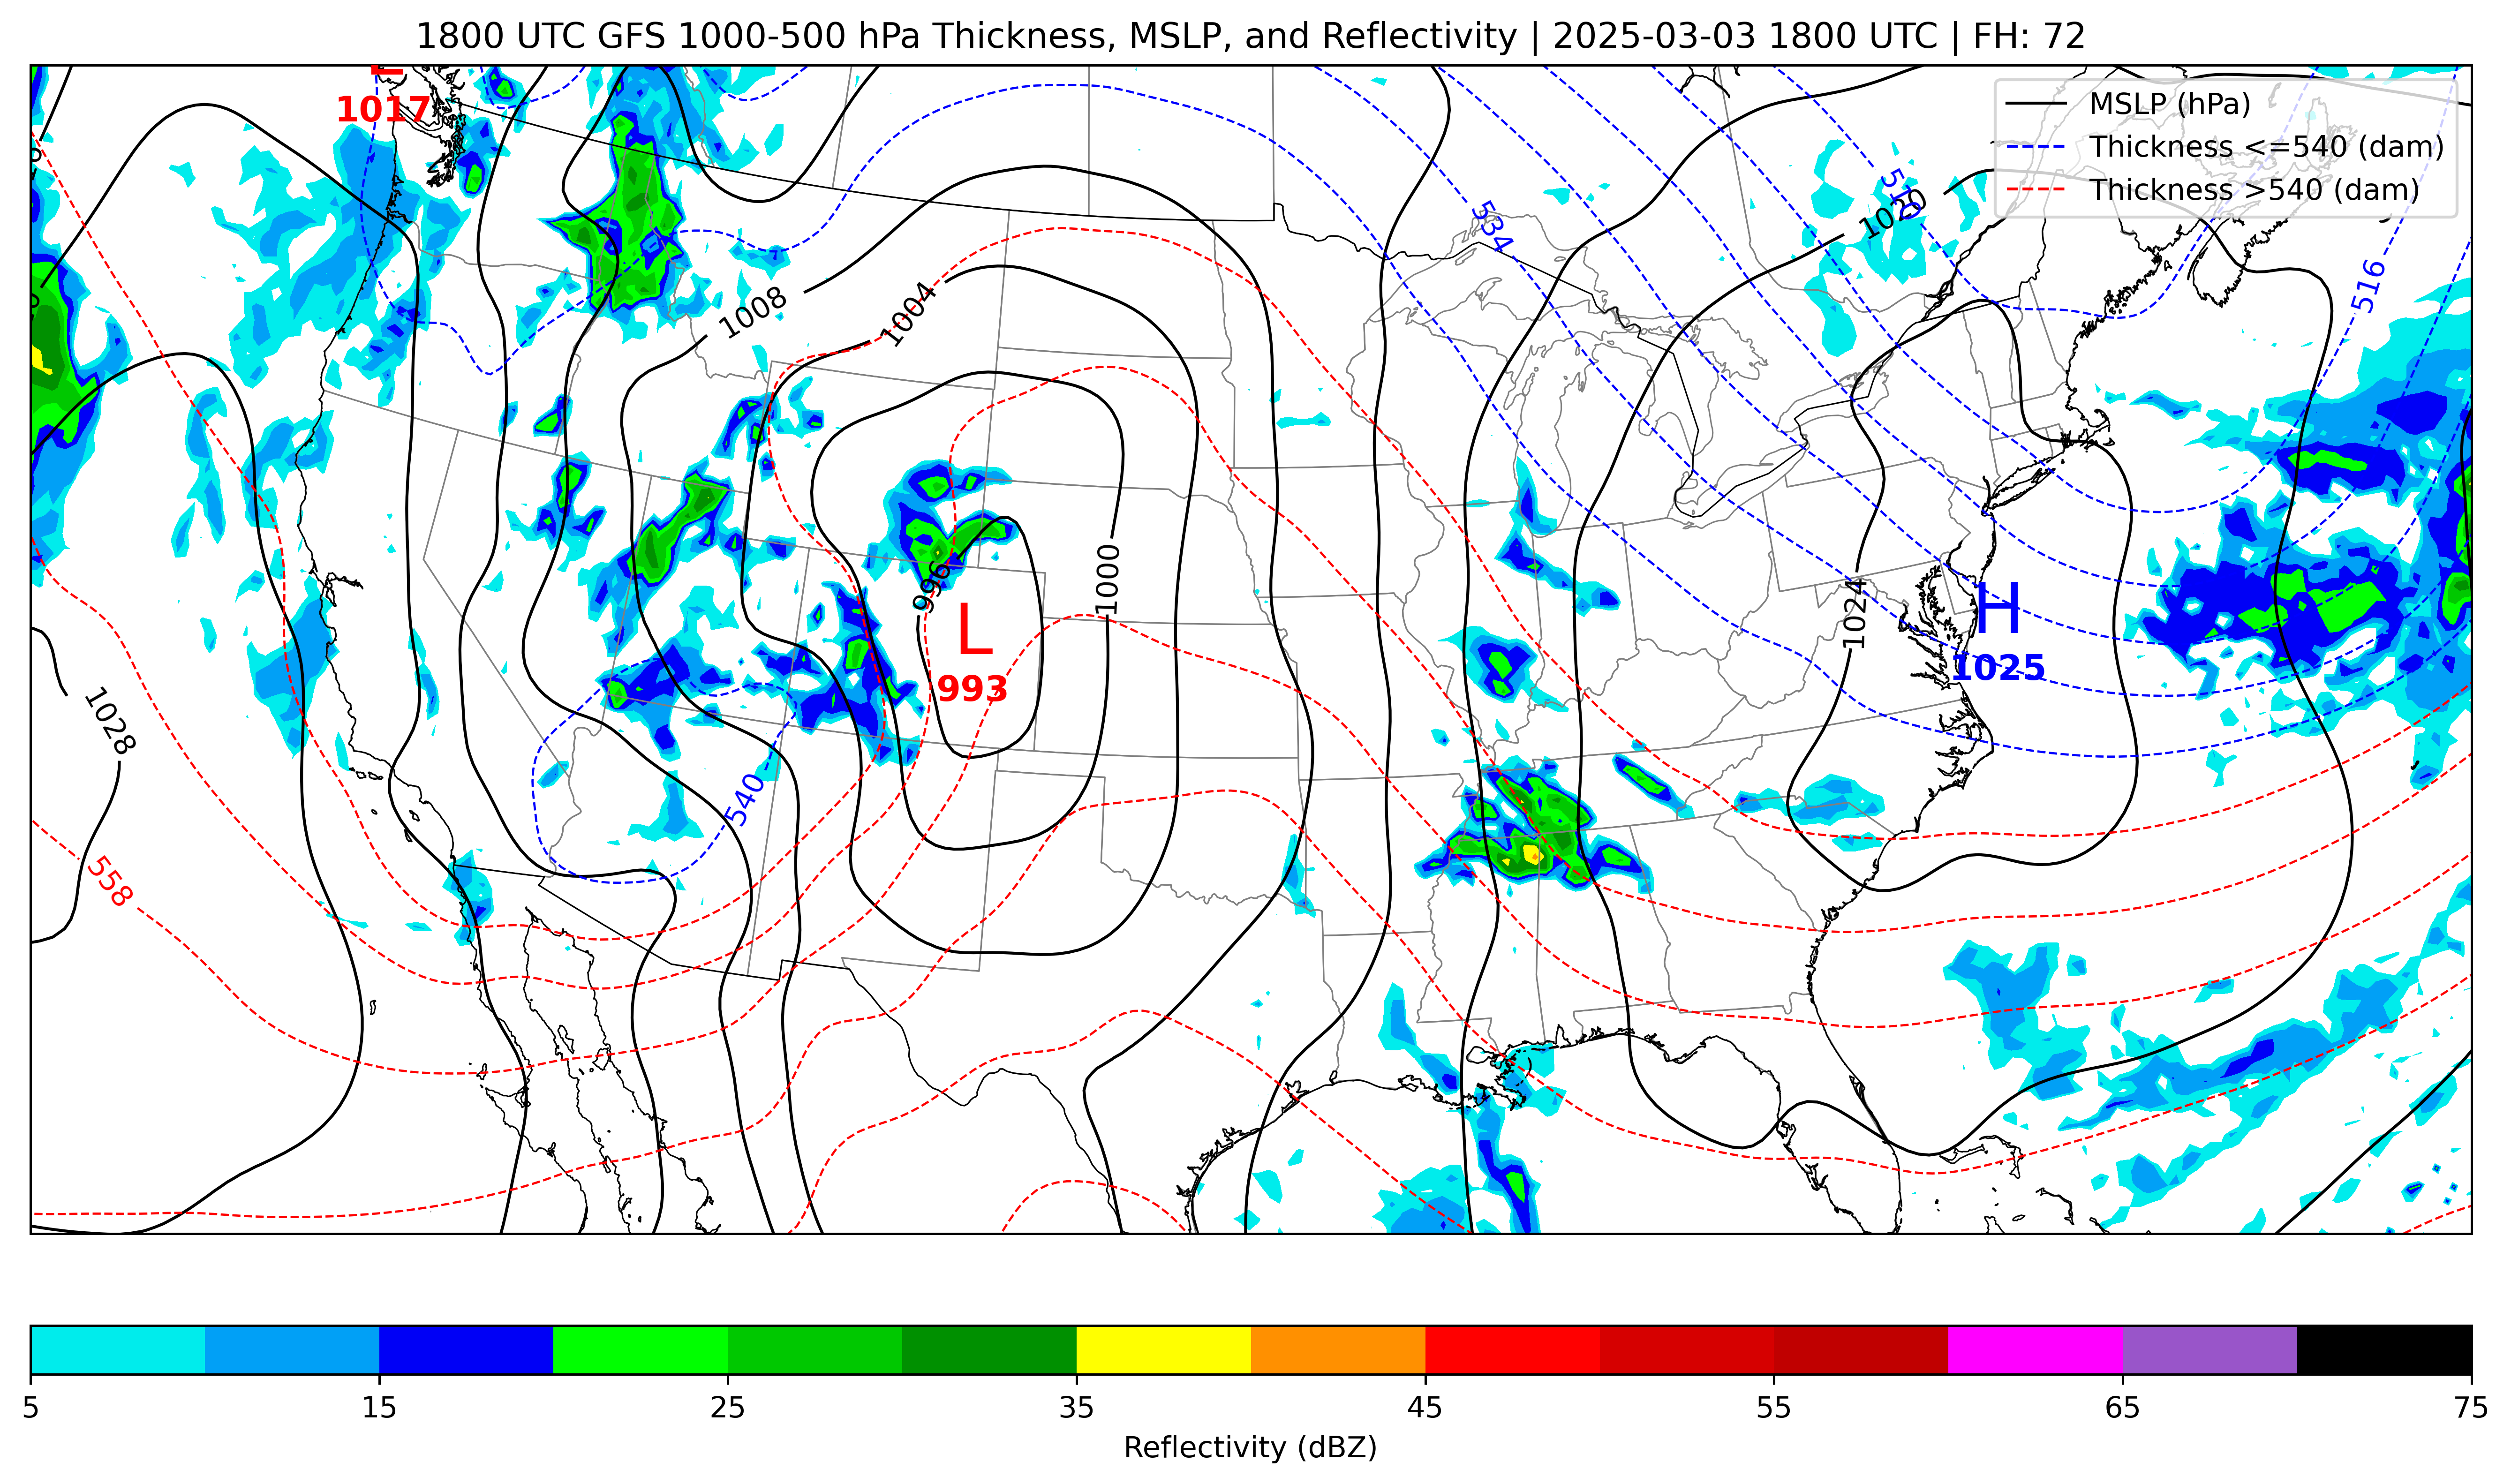 1800 UTC GFS 1000-500 hPa Thickness, MSLP, and Reflectivity | 2025-03-03 1800 UTC | FH: 72
MSLP (hPa)
Thickness <=540 (dam)
Thickness >540 (dam)
L
1017
510
1020
534
516
1008
1004
1000
996
L
993
1024
H
1025
1028
540
558
5 15 25 35 45 55 65 75
Reflectivity (dBZ)